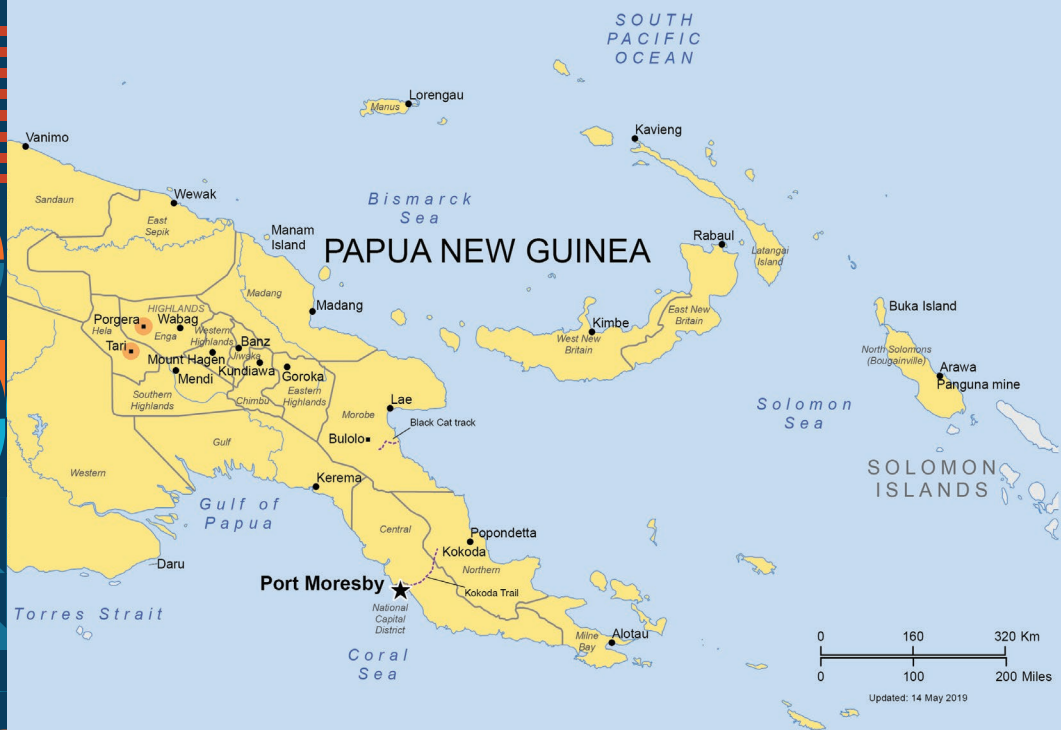 SOUTH
PACIFIC
OCEAN
Lorengau
Manus
Kavieng
Vanimo
Wewak
Sandaun
East
Sepik
Bismarck
Sea
Manam
Island
PAPUA NEW GUINEA
Rabaul
Latangai
Island
Madang
Madang
HIGHLANDS
Porgera
Wabag
Hela
Enga
Western
Highlands
Banz
Tari
Jiwaka
Mount Hagen
Kundiawa
Mendi
Goroka
Southern
Highlands
Chimbu
Eastern
Highlands
Kimbe
West New
Britain
East New
Britain
Buka Island
North Solomons
(Bougainville)
Arawa
Panguna mine
Morobe
Lae
Black Cat track
Bulolo
Solomon
Sea
Gulf
Western
Kerema
SOLOMON
ISLANDS
Gulf of
Papua
Central
Popondetta
Kokoda
Northern
Daru
Port Moresby
Kokoda Trail
National
Capital
District
Torres Strait
Milne
Bay
Alotau
Coral
Sea
0 160 320 Km
0 100 200 Miles
Updated: 14 May 2019